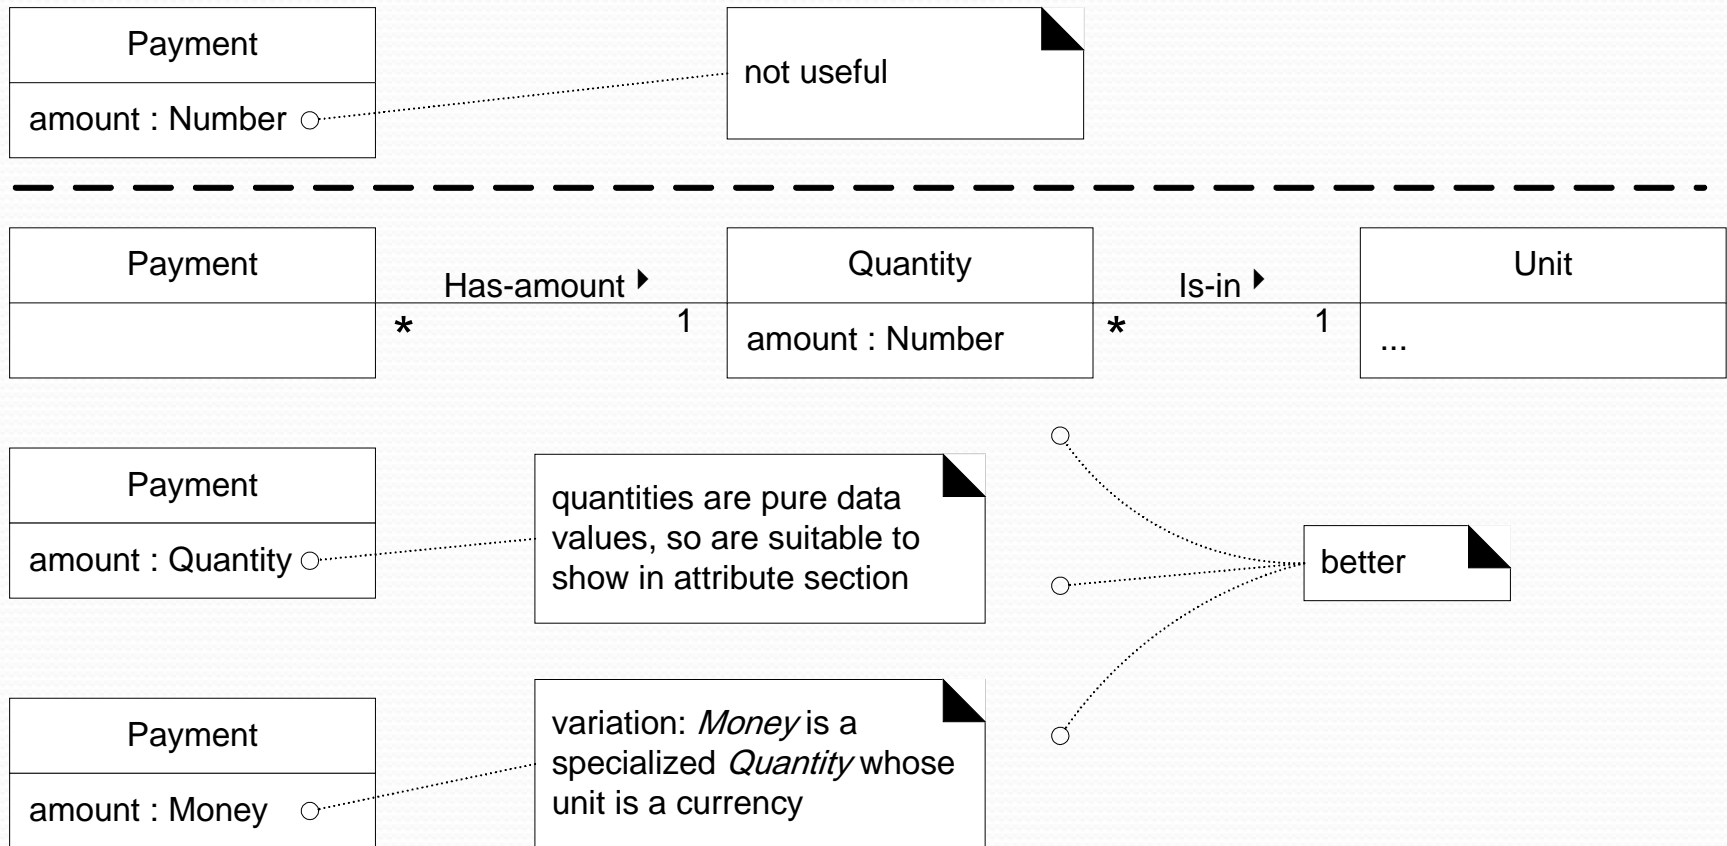 Payment
amount : Number
not useful
Payment
Has-amount
*
1
Quantity
amount : Number
Is-in
*
1
Unit
...
Payment
amount : Quantity
quantities are pure data
values, so are suitable to
show in attribute section
better
Payment
amount : Money
variation: Money is a
specialized Quantity whose
unit is a currency